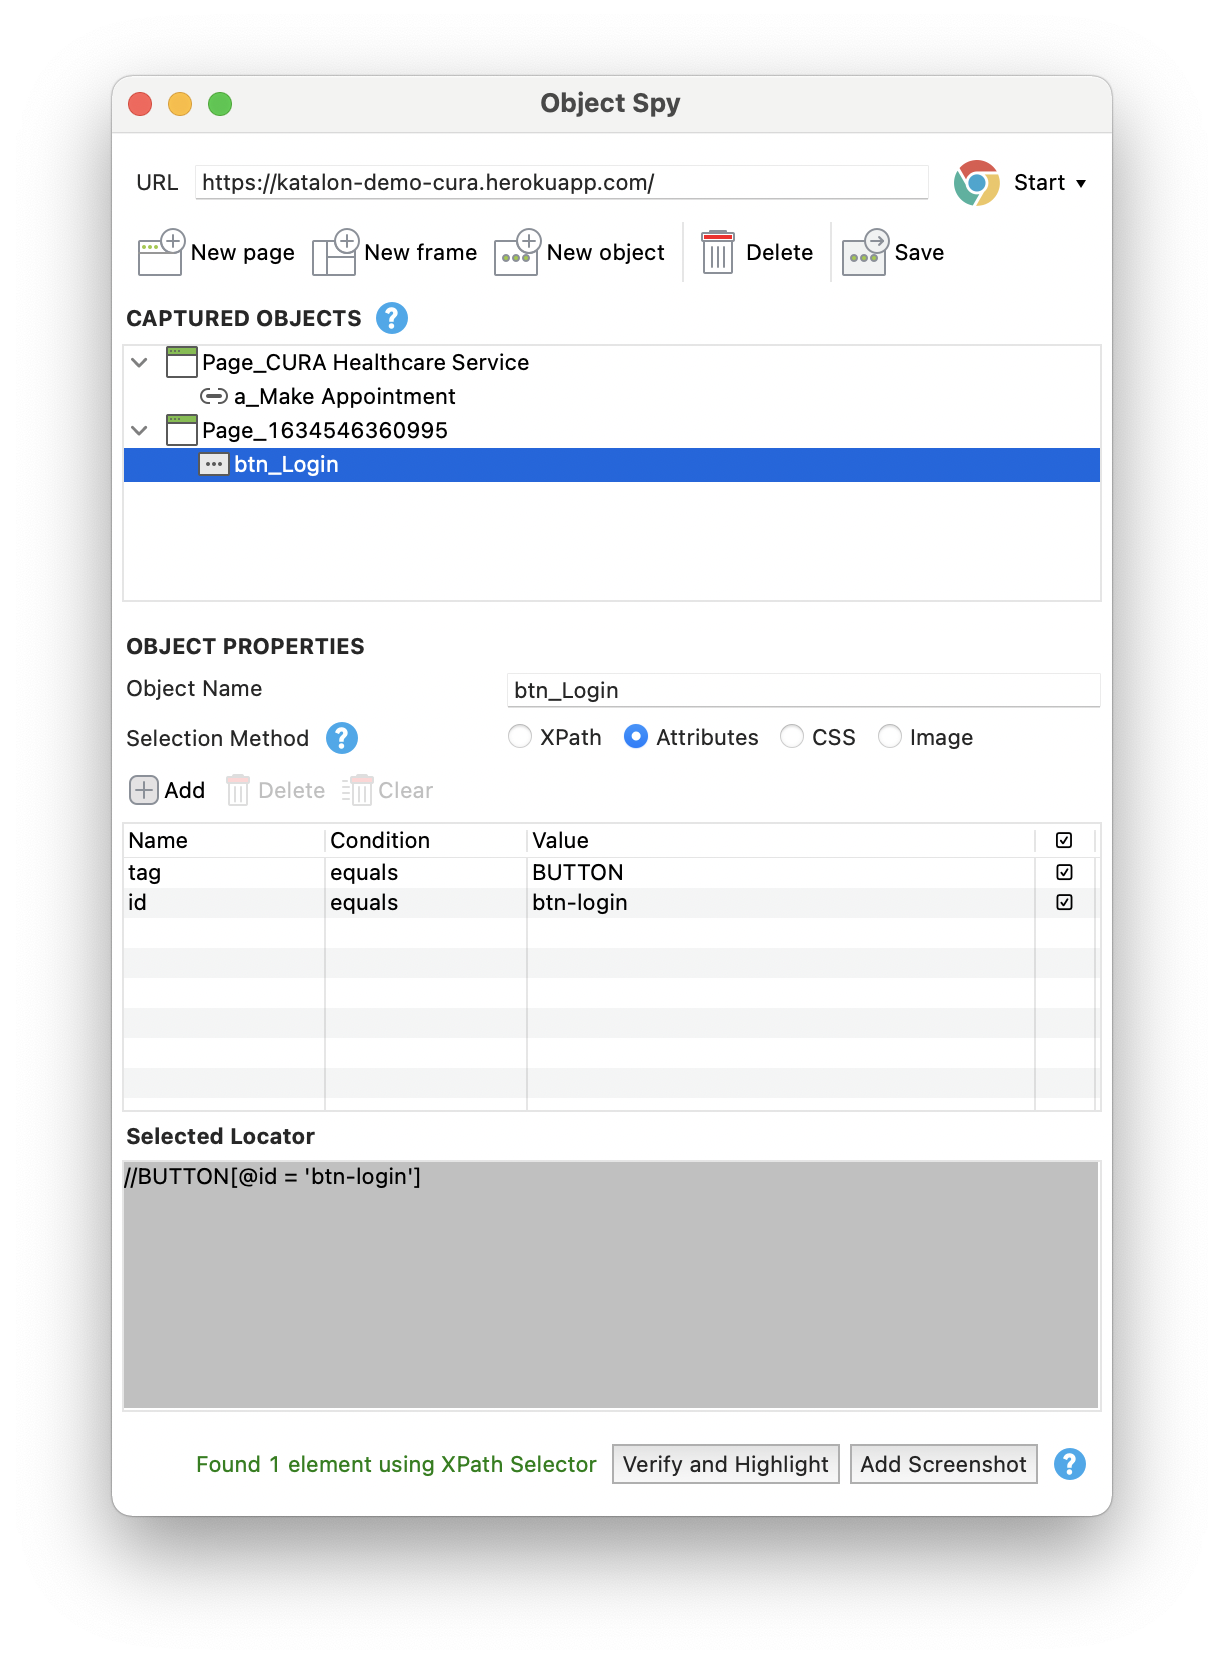 Object Spy
URL https://katalon-demo-cura.herokuapp.com/ Start
New page New frame New object Delete Save
CAPTURED OBJECTS ?
Page_CURA Healthcare Service
a_Make Appointment
Page_1634546360995
btn_Login
OBJECT PROPERTIES
Object Name btn_Login
Selection Method ? XPath Attributes CSS Image
Add Delete Clear
Name Condition Value
tag equals BUTTON
id equals btn-login
Selected Locator
//BUTTON[@id = 'btn-login']
Found 1 element using XPath Selector Verify and Highlight Add Screenshot ?